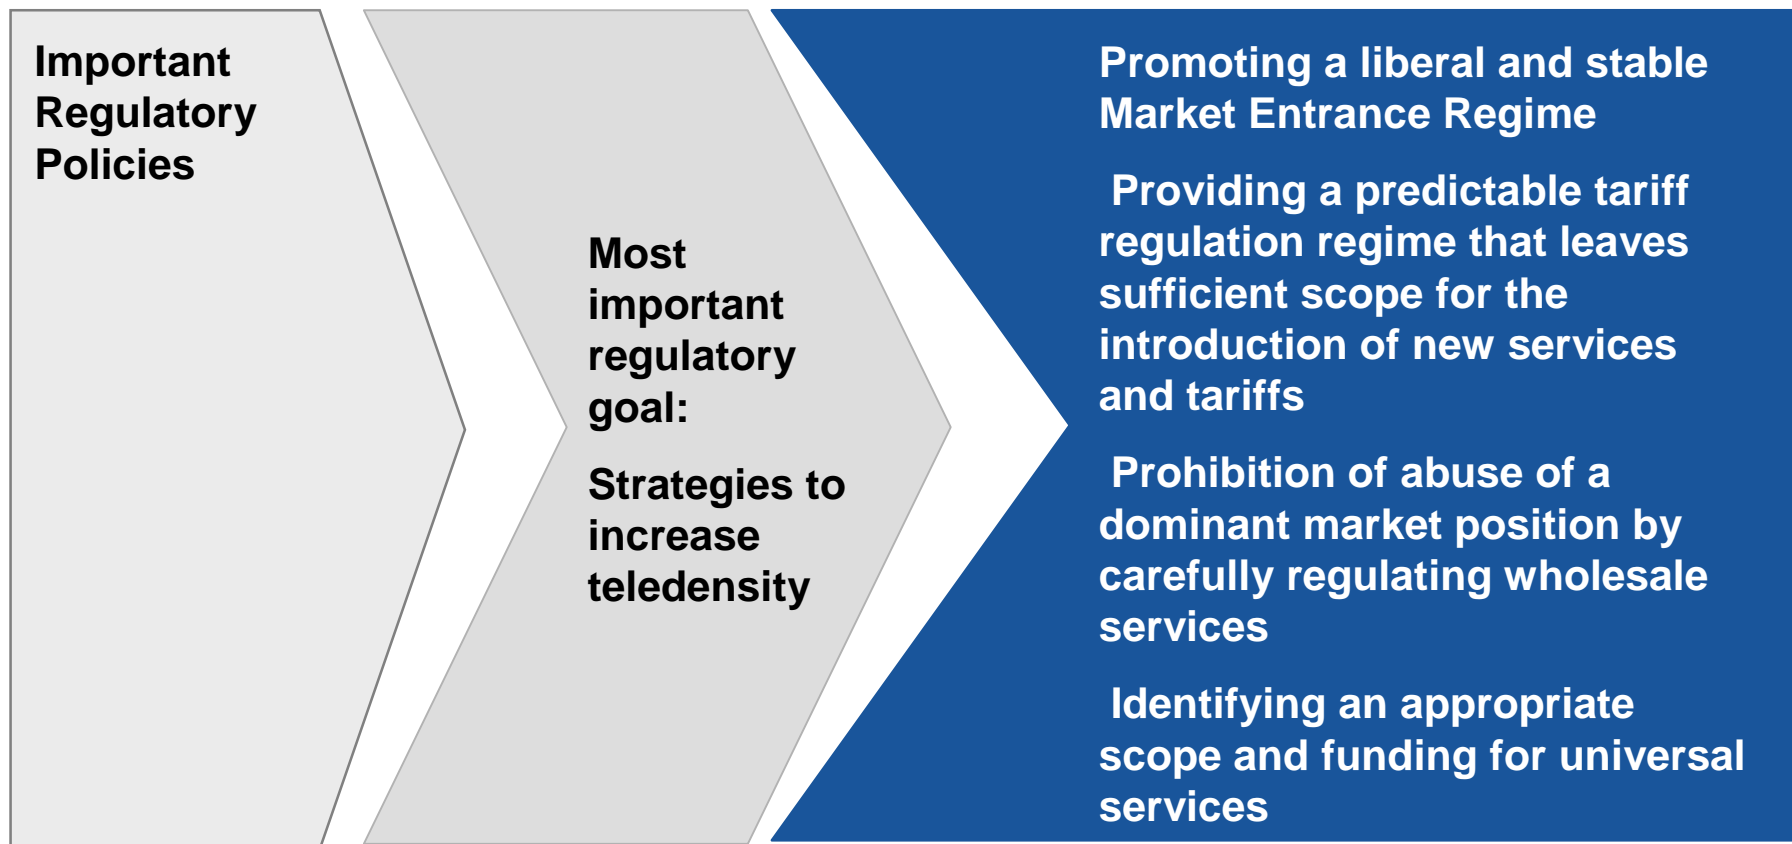 Important
Regulatory
Policies
Most
important
regulatory
goal:
Strategies to
increase
teledensity
Promoting a liberal and stable
Market Entrance Regime
Providing a predictable tariff
regulation regime that leaves
sufficient scope for the
introduction of new services
and tariffs
Prohibition of abuse of a
dominant market position by
carefully regulating wholesale
services
Identifying an appropriate
scope and funding for universal
services